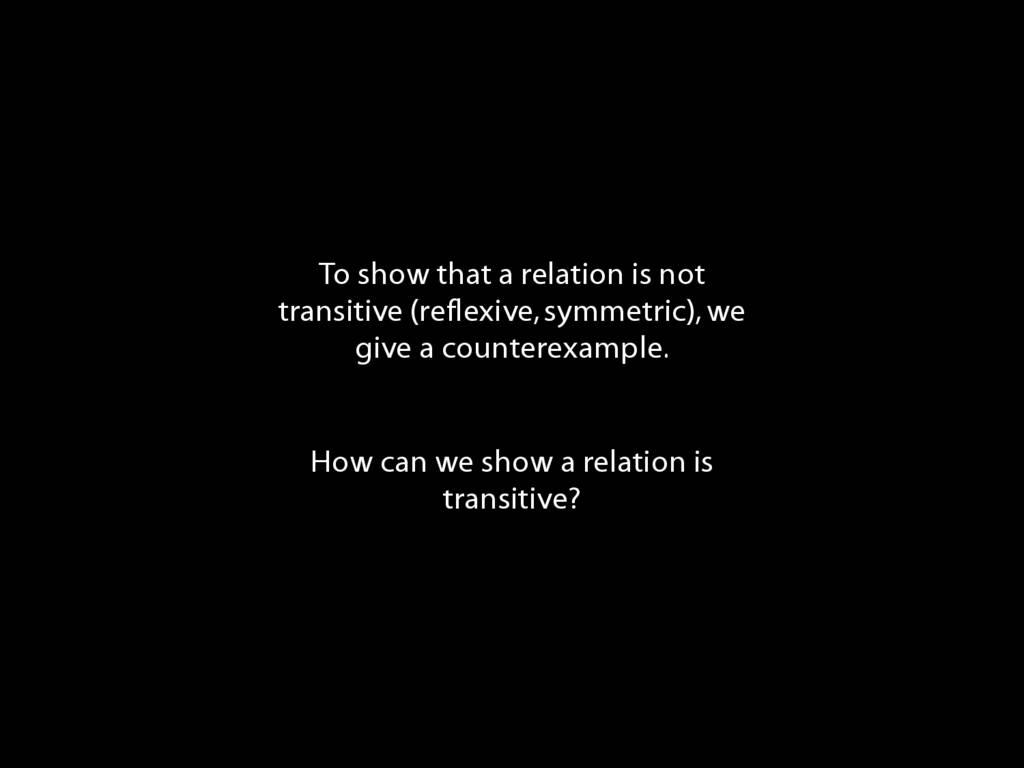 To show that a relation is not
transitive (reflexive, symmetric), we
give a counterexample.
How can we show a relation is
transitive?